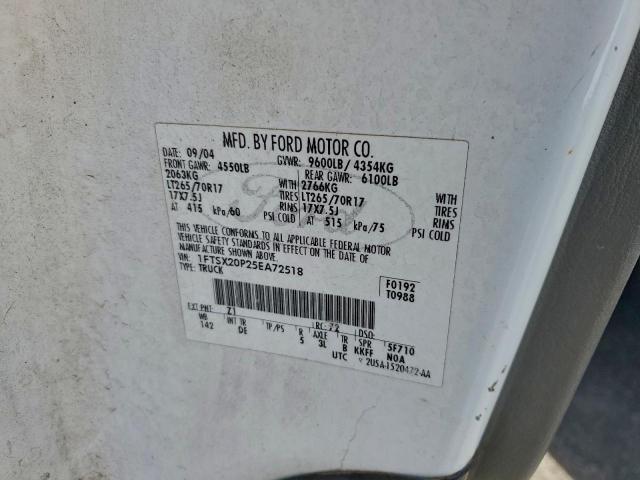 MFD. BY FORD MOTOR CO.
DATE: 09/04 GVWR: 9600LB/ 4354KG
FRONT GAWR: 4550LB REAR GAWR: 6100LB
2063KG WITH 2766KG WITH
LT265/70R17 TIRES LT265/70R17 TIRES
17X7.5J RIMS 17X7.5J RIMS
AT 415 kPa/60 PSI COLD AT 515 kPa/75 PSI COLD
THIS VEHICLE CONFORMS TO ALL APPLICABLE FEDERAL MOTOR
VEHICLE SAFETY STANDARDS IN EFFECT ON THE DATE OF
MANUFACTURE SHOWN ABOVE.
VIN: 1FTSX20P25EA72518
TYPE: TRUCK
F0192
T0988
EXT PNT: Z1 RC: 72 DSO:
WB INT TR TP/PS R AXLE TR SPR 5F710
142 DE 5 3L B KKFF NOA
UTC
Ford